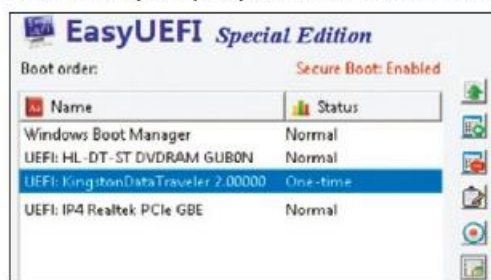 EasyUEFI Special Edition
Boot order: Secure Boot: Enabled
Name Status
Windows Boot Manager Normal
UEFI: HL-DT-ST DVDRAM GUB0N Normal
UEFI: KingstonDataTraveler 2.00000 One-time
UEFI: IP4 Realtek PCIe GBE Normal